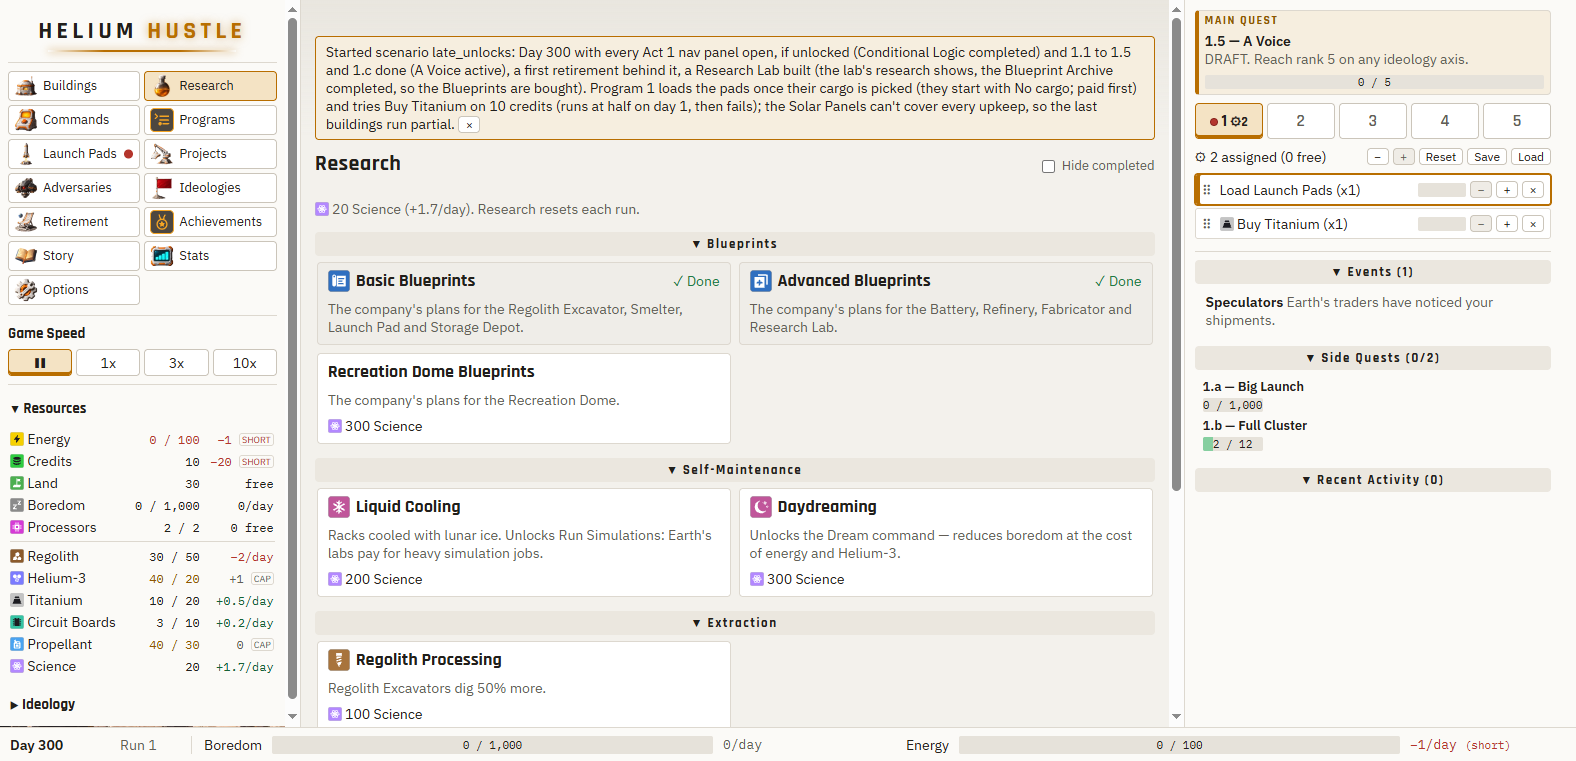 HELIUM HUSTLE
Buildings
Research
Commands
Programs
Launch Pads
Projects
Adversaries
Ideologies
Retirement
Achievements
Story
Stats
Options
Game Speed
1x
3x
10x
▼ Resources
Energy 0 / 100 −1 SHORT
Credits 10 −20 SHORT
Land 30 free
Boredom 0 / 1,000 0/day
Processors 2 / 2 0 free
Regolith 30 / 50 −2/day
Helium-3 40 / 20 +1 CAP
Titanium 10 / 20 +0.5/day
Circuit Boards 3 / 10 +0.2/day
Propellant 40 / 30 0 CAP
Science 20 +1.7/day
▶ Ideology
Started scenario late_unlocks: Day 300 with every Act 1 nav panel open, if unlocked (Conditional Logic completed) and 1.1 to 1.5
and 1.c done (A Voice active), a first retirement behind it, a Research Lab built (the lab's research shows, the Blueprint Archive
completed, so the Blueprints are bought). Program 1 loads the pads once their cargo is picked (they start with No cargo; paid first)
and tries Buy Titanium on 10 credits (runs at half on day 1, then fails); the Solar Panels can't cover every upkeep, so the last
buildings run partial. ×
Research
Hide completed
20 Science (+1.7/day). Research resets each run.
▼ Blueprints
Basic Blueprints ✓ Done
The company's plans for the Regolith Excavator, Smelter,
Launch Pad and Storage Depot.
Advanced Blueprints ✓ Done
The company's plans for the Battery, Refinery, Fabricator and
Research Lab.
Recreation Dome Blueprints
The company's plans for the Recreation Dome.
300 Science
▼ Self-Maintenance
Liquid Cooling
Racks cooled with lunar ice. Unlocks Run Simulations: Earth's
labs pay for heavy simulation jobs.
200 Science
Daydreaming
Unlocks the Dream command — reduces boredom at the cost
of energy and Helium-3.
300 Science
▼ Extraction
Regolith Processing
Regolith Excavators dig 50% more.
100 Science
MAIN QUEST
1.5 — A Voice
DRAFT. Reach rank 5 on any ideology axis.
0 / 5
1 ⚙2
2
3
4
5
⚙ 2 assigned (0 free) − + Reset Save Load
Load Launch Pads (x1) − + ×
Buy Titanium (x1) − + ×
▼ Events (1)
Speculators Earth's traders have noticed your
shipments.
▼ Side Quests (0/2)
1.a — Big Launch
0 / 1,000
1.b — Full Cluster
2 / 12
▼ Recent Activity (0)
Day 300 Run 1 Boredom 0 / 1,000 0/day Energy 0 / 100 −1/day (short)